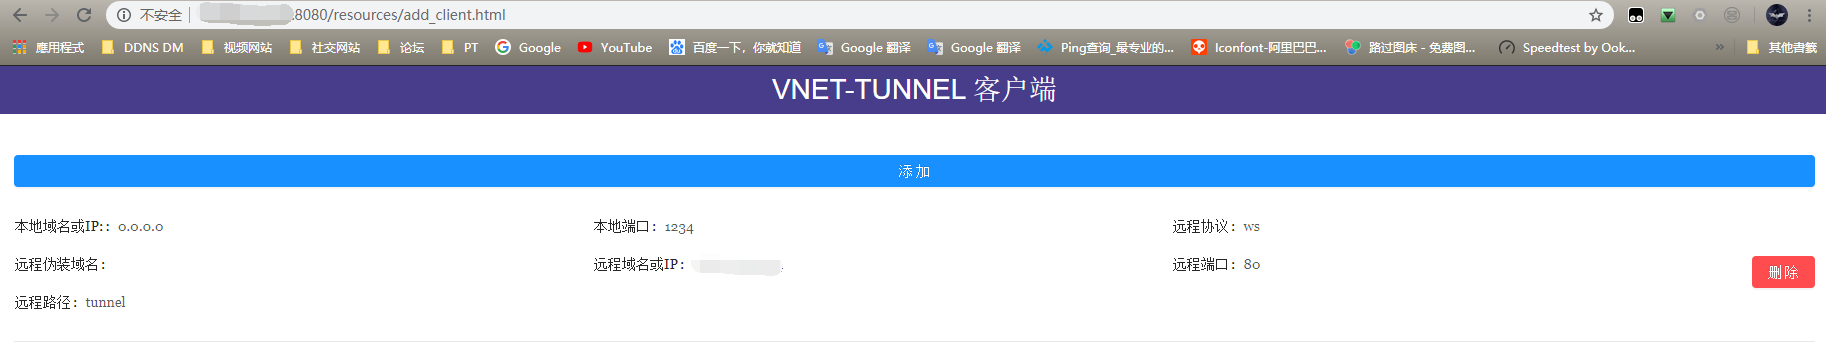 不安全 | :8080/resources/add_client.html
應用程式 DDNS DM 视频网站 社交网站 论坛 PT Google YouTube 百度一下，你就知道 Google 翻译 Google 翻译 Ping查询_最专业的... Iconfont-阿里巴巴... 路过图床 - 免费图... Speedtest by Ook... » 其他書籤
VNET-TUNNEL 客户端
添 加
本地域名或IP:：0.0.0.0 本地端口：1234 远程协议：ws
远程伪装域名： 远程域名或IP： 远程端口：80
删 除
远程路径：tunnel